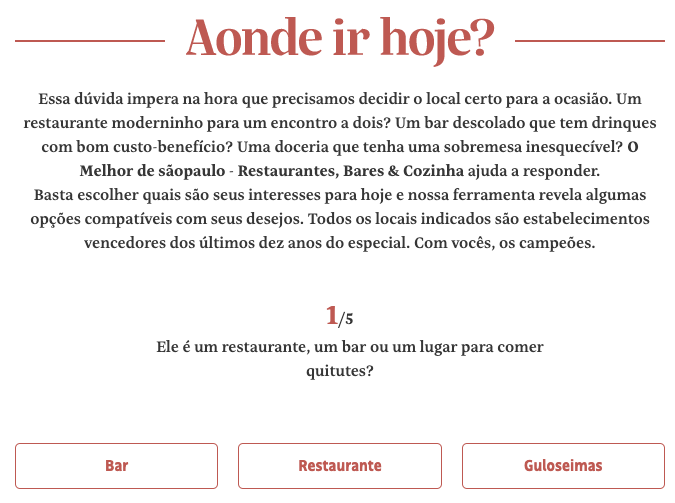 Aonde ir hoje?
Essa dúvida impera na hora que precisamos decidir o local certo para a ocasião. Um
restaurante moderninho para um encontro a dois? Um bar descolado que tem drinques
com bom custo-benefício? Uma doceria que tenha uma sobremesa inesquecível? O
Melhor de sãopaulo - Restaurantes, Bares & Cozinha ajuda a responder.
Basta escolher quais são seus interesses para hoje e nossa ferramenta revela algumas
opções compatíveis com seus desejos. Todos os locais indicados são estabelecimentos
vencedores dos últimos dez anos do especial. Com vocês, os campeões.
1/5
Ele é um restaurante, um bar ou um lugar para comer
quitutes?
Bar
Restaurante
Guloseimas